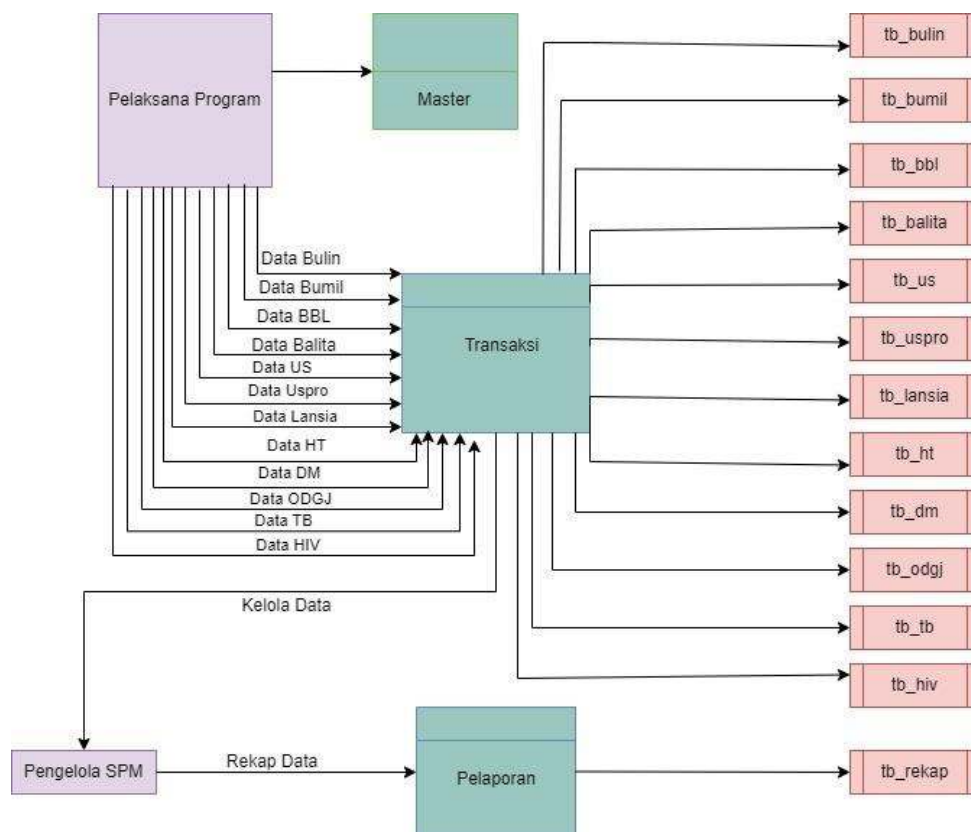 Pelaksana Program
Master
tb_bulin
tb_bumil
tb_bbl
tb_balita
tb_us
tb_uspro
tb_lansia
tb_ht
tb_dm
tb_odgj
tb_tb
tb_hiv
Data Bulin
Data Bumil
Data BBL
Data Balita
Data US
Data Uspro
Data Lansia
Data HT
Data DM
Data ODGJ
Data TB
Data HIV
Transaksi
Kelola Data
Pengelola SPM
Rekap Data
Pelaporan
tb_rekap